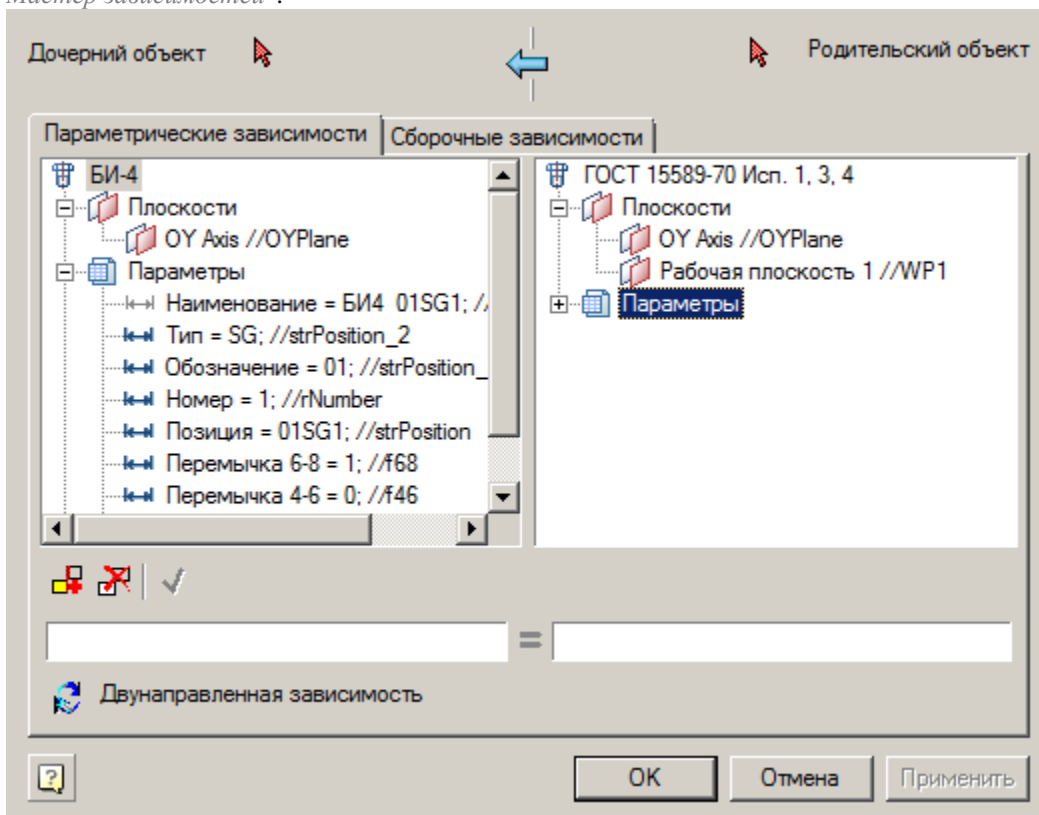 Мастер зависимостей".
Дочерний объект
Родительский объект
Параметрические зависимости
Сборочные зависимости
БИ-4
Плоскости
OY Axis //OYPlane
Параметры
Наименование = БИ4 01SG1; //
Тип = SG; //strPosition_2
Обозначение = 01; //strPosition_
Номер = 1; //rNumber
Позиция = 01SG1; //strPosition
Перемычка 6-8 = 1; //f68
Перемычка 4-6 = 0; //f46
ГОСТ 15589-70 Исп. 1, 3, 4
Плоскости
OY Axis //OYPlane
Рабочая плоскость 1 //WP1
Параметры
=
Двунаправленная зависимость
?
OK
Отмена
Применить